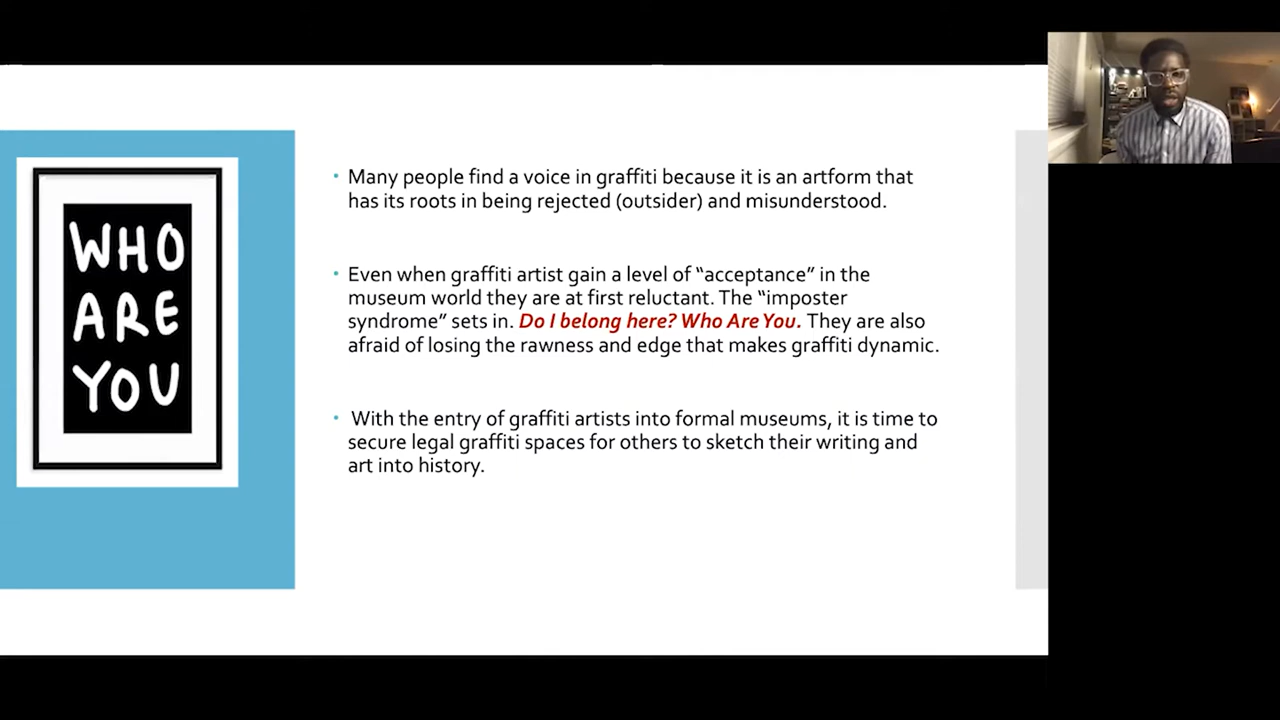 WHO
ARE
YOU
Many people find a voice in graffiti because it is an artform that
has its roots in being rejected (outsider) and misunderstood.
Even when graffiti artist gain a level of “acceptance” in the
museum world they are at first reluctant. The “imposter
syndrome” sets in. Do I belong here? Who Are You. They are also
afraid of losing the rawness and edge that makes graffiti dynamic.
With the entry of graffiti artists into formal museums, it is time to
secure legal graffiti spaces for others to sketch their writing and
art into history.